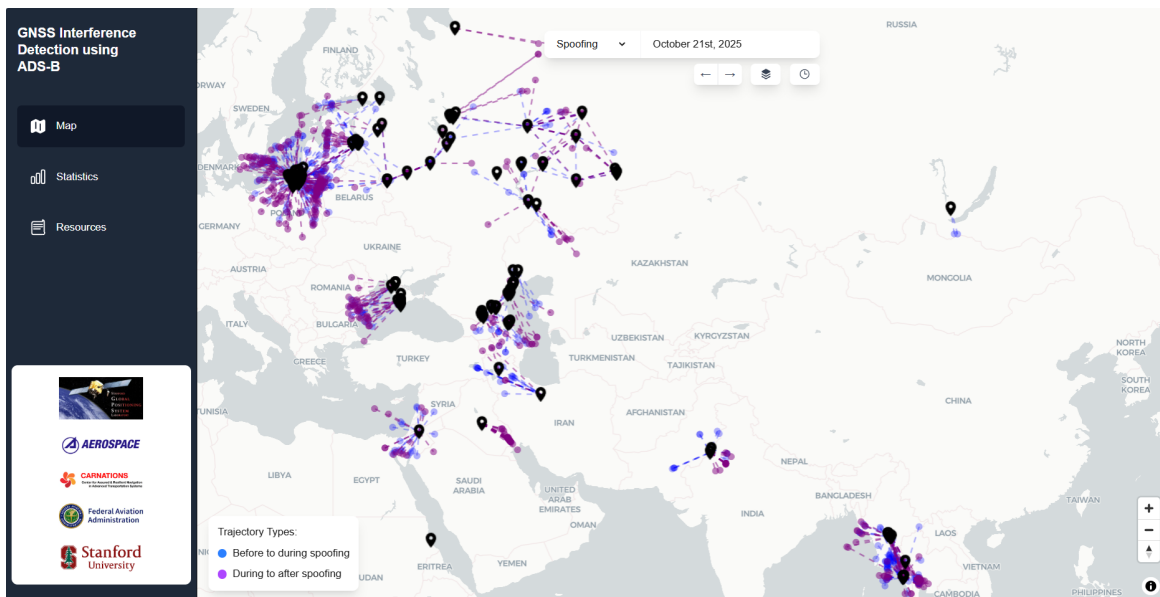 GNSS Interference
Detection using
ADS-B
Map
Statistics
Resources
AEROSPACE
CARNATIONS
Federal Aviation
Administration
Stanford
University
Spoofing
October 21st, 2025
RUSSIA
FINLAND
SWEDEN
BELARUS
GERMANY
UKRAINE
AUSTRIA
KAZAKHSTAN
ROMANIA
MONGOLIA
ITALY
BULGARIA
UZBEKISTAN
KYRGYZSTAN
NORTH
KOREA
GREECE
TURKEY
TURKMENISTAN
TAJIKISTAN
SOUTH
KOREA
SYRIA
AFGHANISTAN
CHINA
IRAN
LIBYA
EGYPT
SAUDI
ARABIA
NEPAL
UNITED
ARAB
EMIRATES
BANGLADESH
TAIWAN
INDIA
OMAN
LAOS
ERITREA
YEMEN
VIETNAM
CAMBODIA
PHILIPPINES
Trajectory Types:
Before to during spoofing
During to after spoofing